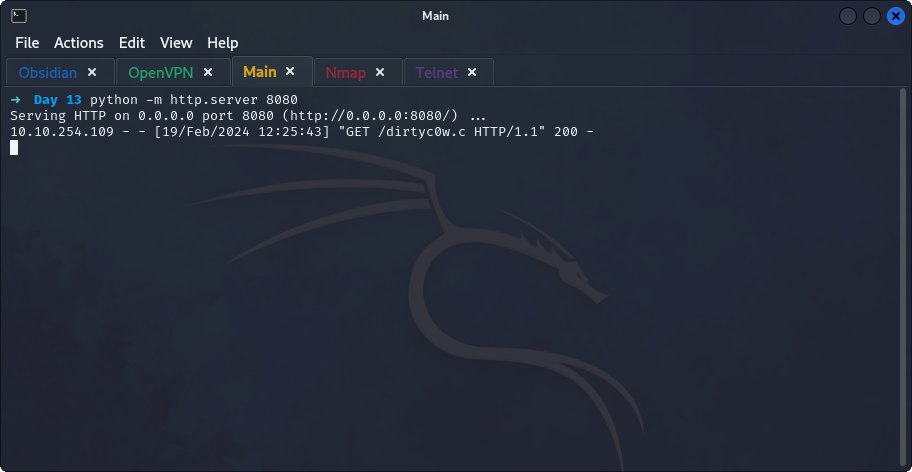 Main
File Actions Edit View Help
Obsidian × OpenVPN × Main × Nmap × Telnet ×
→ Day 13 python -m http.server 8080
Serving HTTP on 0.0.0.0 port 8080 (http://0.0.0.0:8080/) ...
10.10.254.109 - - [19/Feb/2024 12:25:43] "GET /dirtyc0w.c HTTP/1.1" 200 -